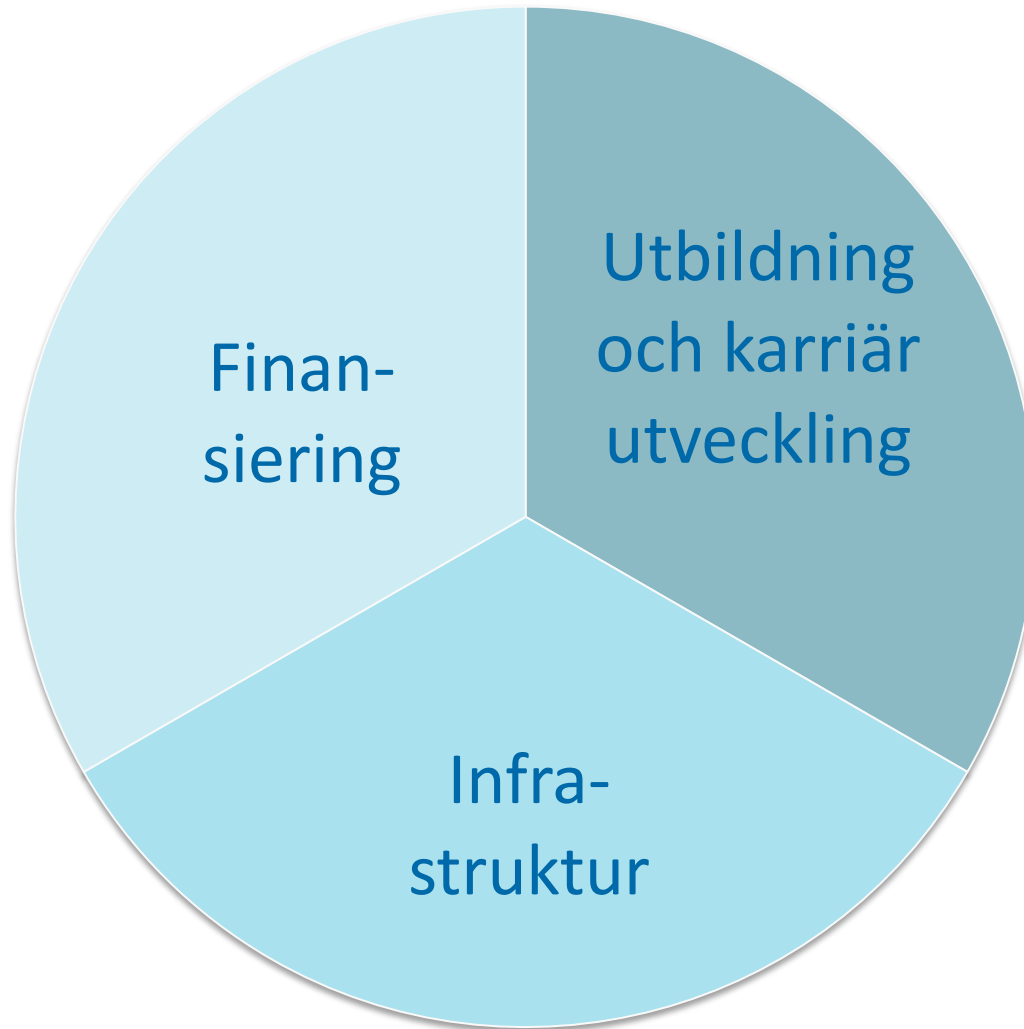 Utbildning
och karriär
utveckling
Finan-
siering
Infra-
struktur